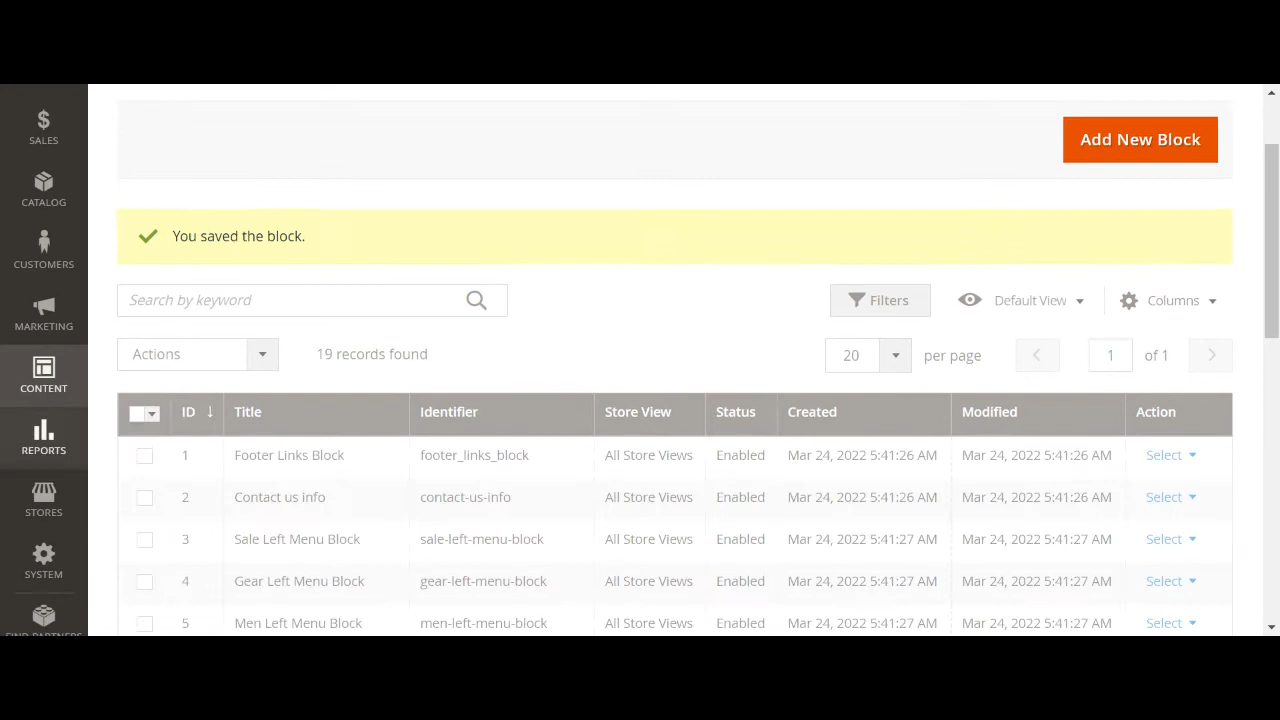 SALES
CATALOG
CUSTOMERS
MARKETING
CONTENT
REPORTS
STORES
SYSTEM
FIND PARTNERS
Add New Block
You saved the block.
Search by keyword
Filters
Default View
Columns
Actions
19 records found
20 per page 1 of 1
ID Title Identifier Store View Status Created Modified Action
1 Footer Links Block footer_links_block All Store Views Enabled Mar 24, 2022 5:41:26 AM Mar 24, 2022 5:41:26 AM Select
2 Contact us info contact-us-info All Store Views Enabled Mar 24, 2022 5:41:26 AM Mar 24, 2022 5:41:26 AM Select
3 Sale Left Menu Block sale-left-menu-block All Store Views Enabled Mar 24, 2022 5:41:27 AM Mar 24, 2022 5:41:27 AM Select
4 Gear Left Menu Block gear-left-menu-block All Store Views Enabled Mar 24, 2022 5:41:27 AM Mar 24, 2022 5:41:27 AM Select
5 Men Left Menu Block men-left-menu-block All Store Views Enabled Mar 24, 2022 5:41:27 AM Mar 24, 2022 5:41:27 AM Select